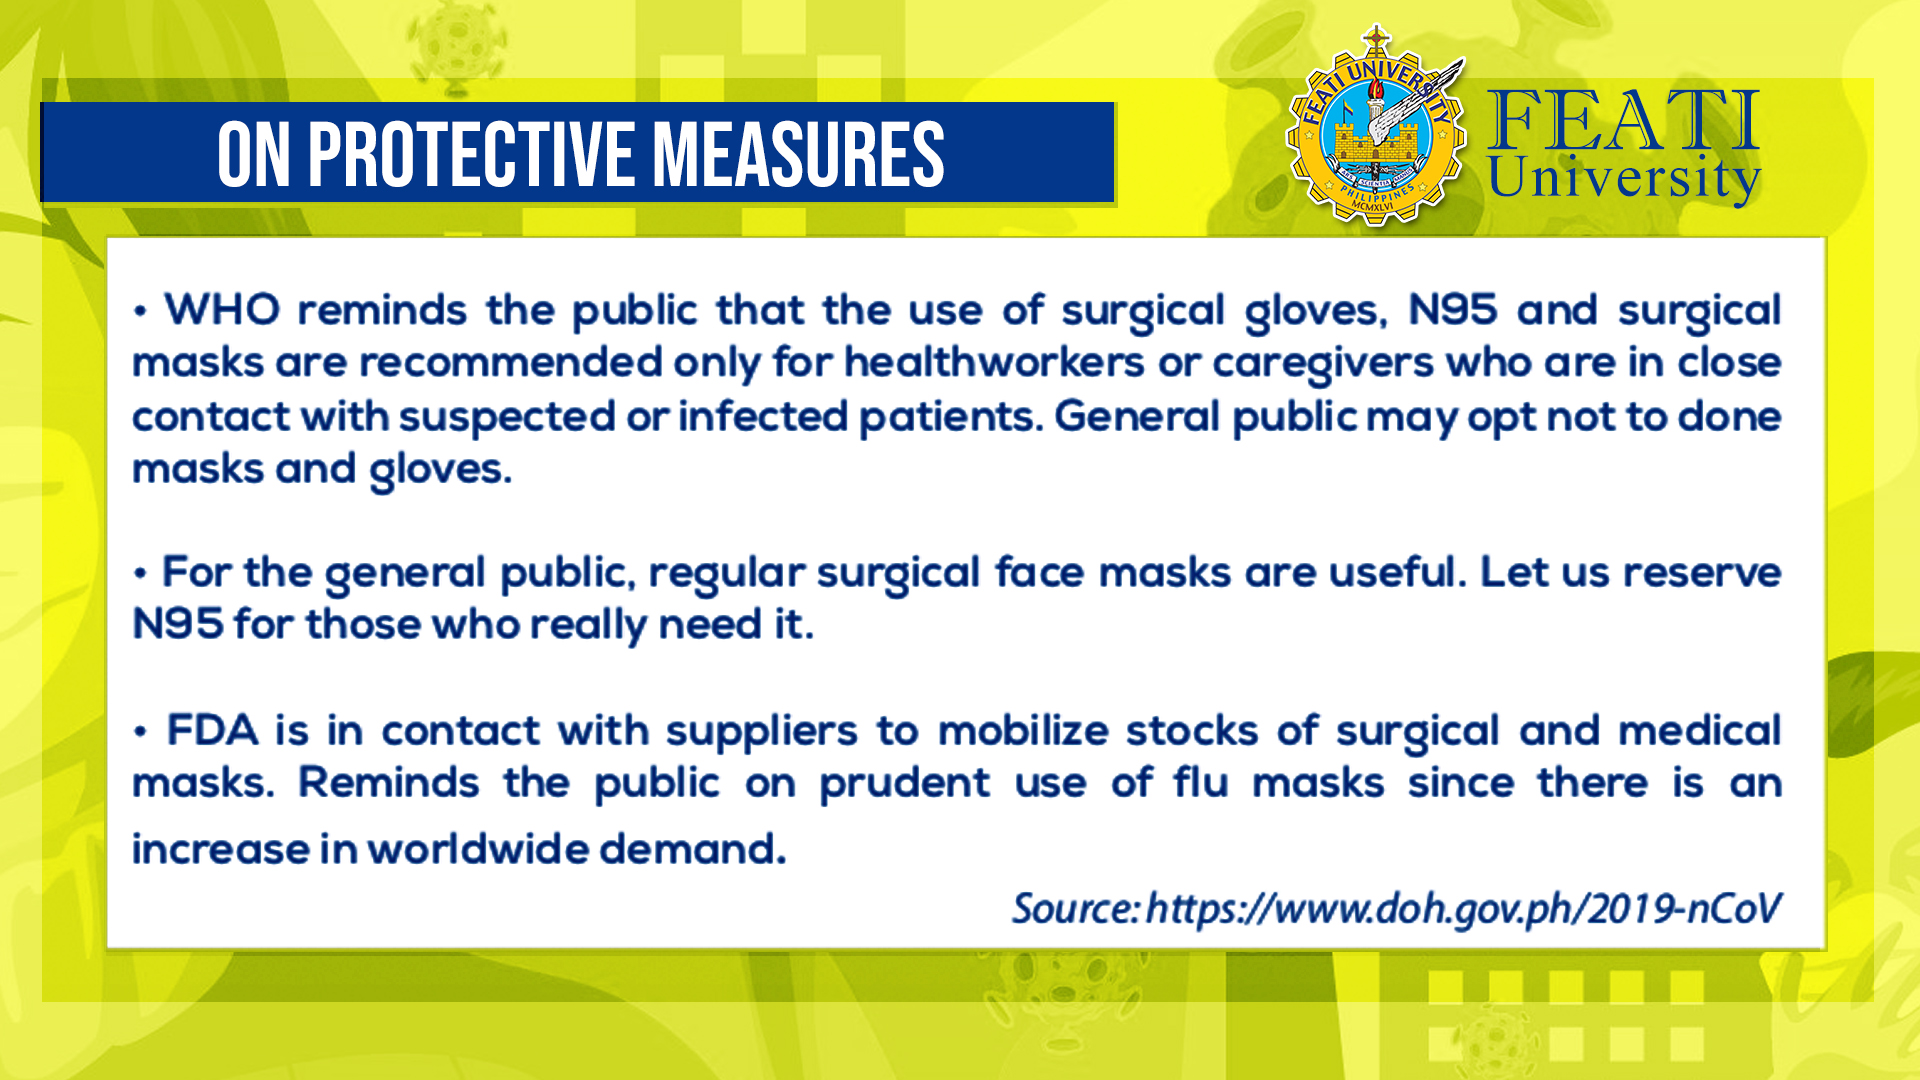 ON PROTECTIVE MEASURES
FEATI UNIVERSITY
PHILIPPINES
MCMXLVI
FEATI
University
• WHO reminds the public that the use of surgical gloves, N95 and surgical
masks are recommended only for healthworkers or caregivers who are in close
contact with suspected or infected patients. General public may opt not to done
masks and gloves.
• For the general public, regular surgical face masks are useful. Let us reserve
N95 for those who really need it.
• FDA is in contact with suppliers to mobilize stocks of surgical and medical
masks. Reminds the public on prudent use of flu masks since there is an
increase in worldwide demand.
Source: https://www.doh.gov.ph/2019-nCoV